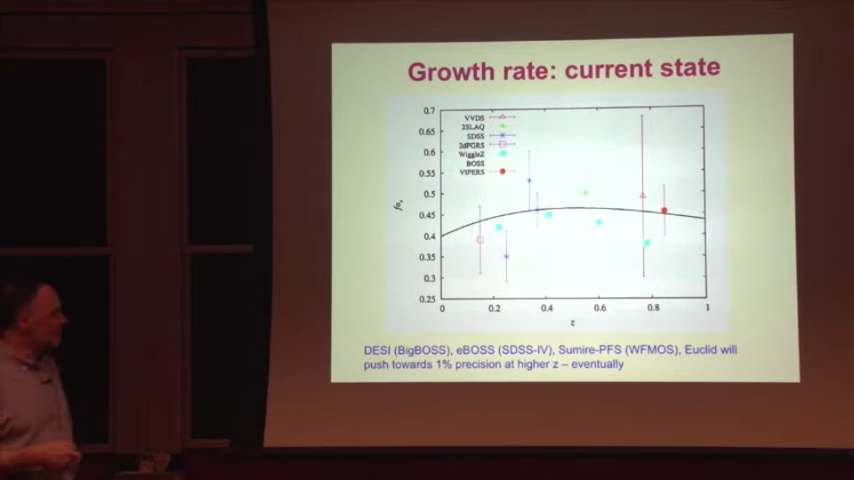 Growth rate: current state
0.7
0.65
0.6
0.55
0.5
0.45
0.4
0.35
0.3
0.25
VVDS
2SLAQ
SDSS
2dFGRS
WiggleZ
BOSS
VIPERS
0
0.2
0.4
0.6
0.8
1
z
DESI (BigBOSS), eBOSS (SDSS-IV), Sumire-PFS (WFMOS), Euclid will
push towards 1% precision at higher z – eventually